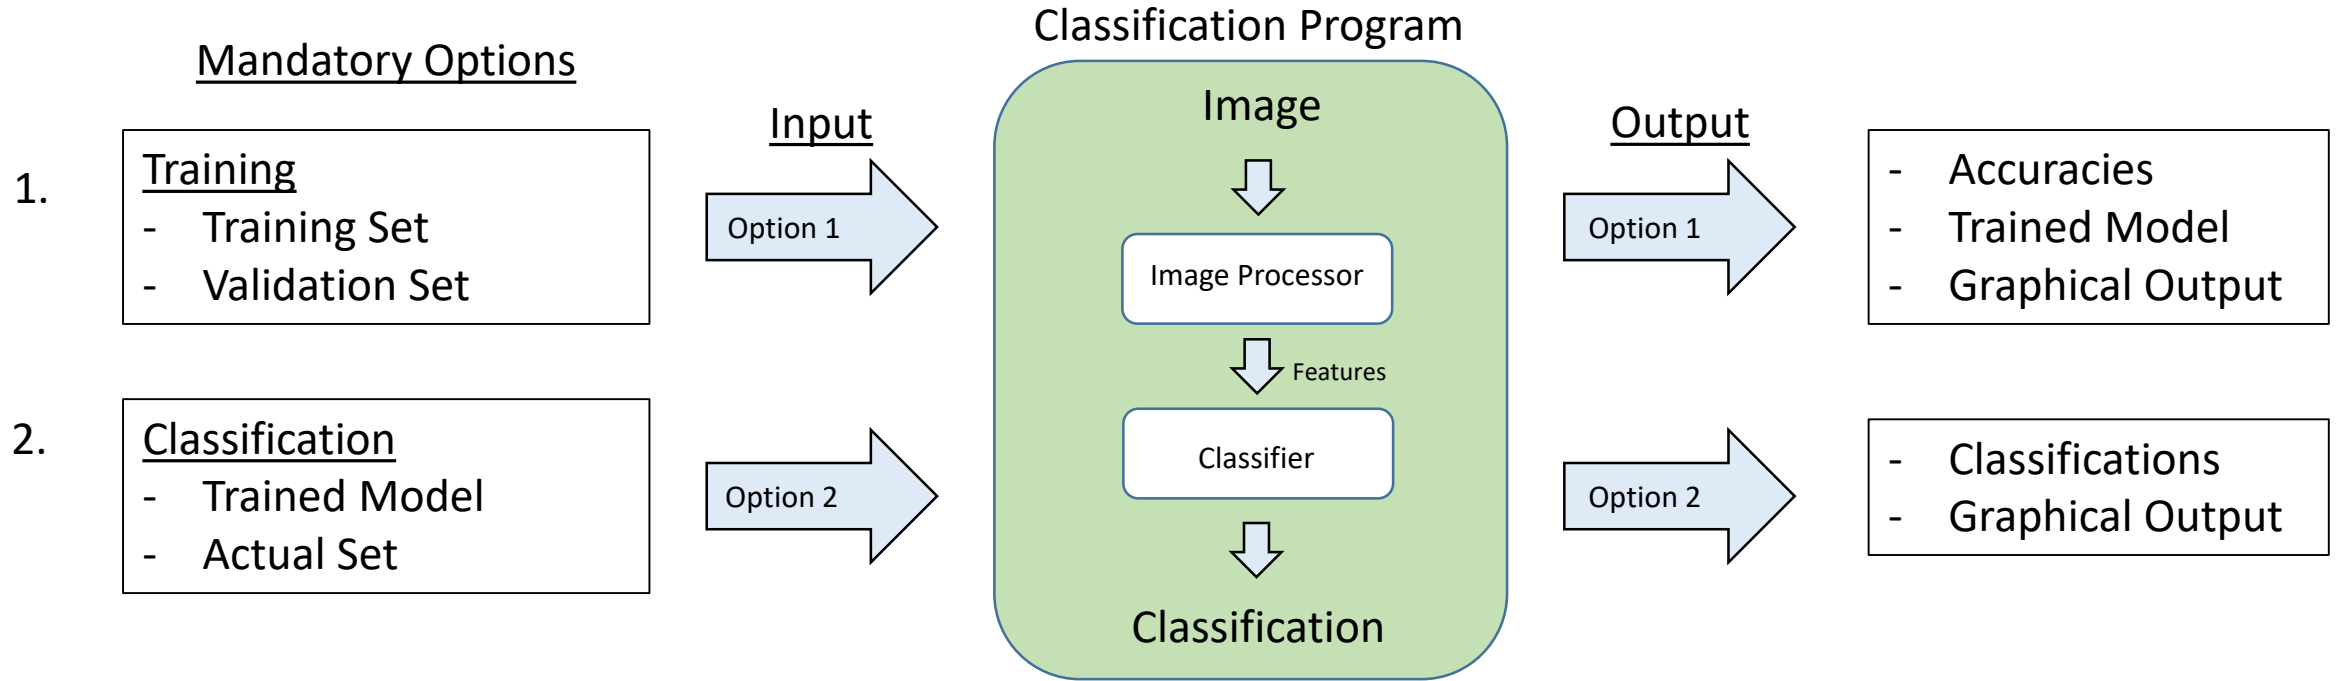 Classification Program
Mandatory Options
1.
Training
- Training Set
- Validation Set
2.
Classification
- Trained Model
- Actual Set
Input
Option 1
Option 2
Image
Image Processor
Features
Classifier
Classification
Output
Option 1
Option 2
- Accuracies
- Trained Model
- Graphical Output
- Classifications
- Graphical Output